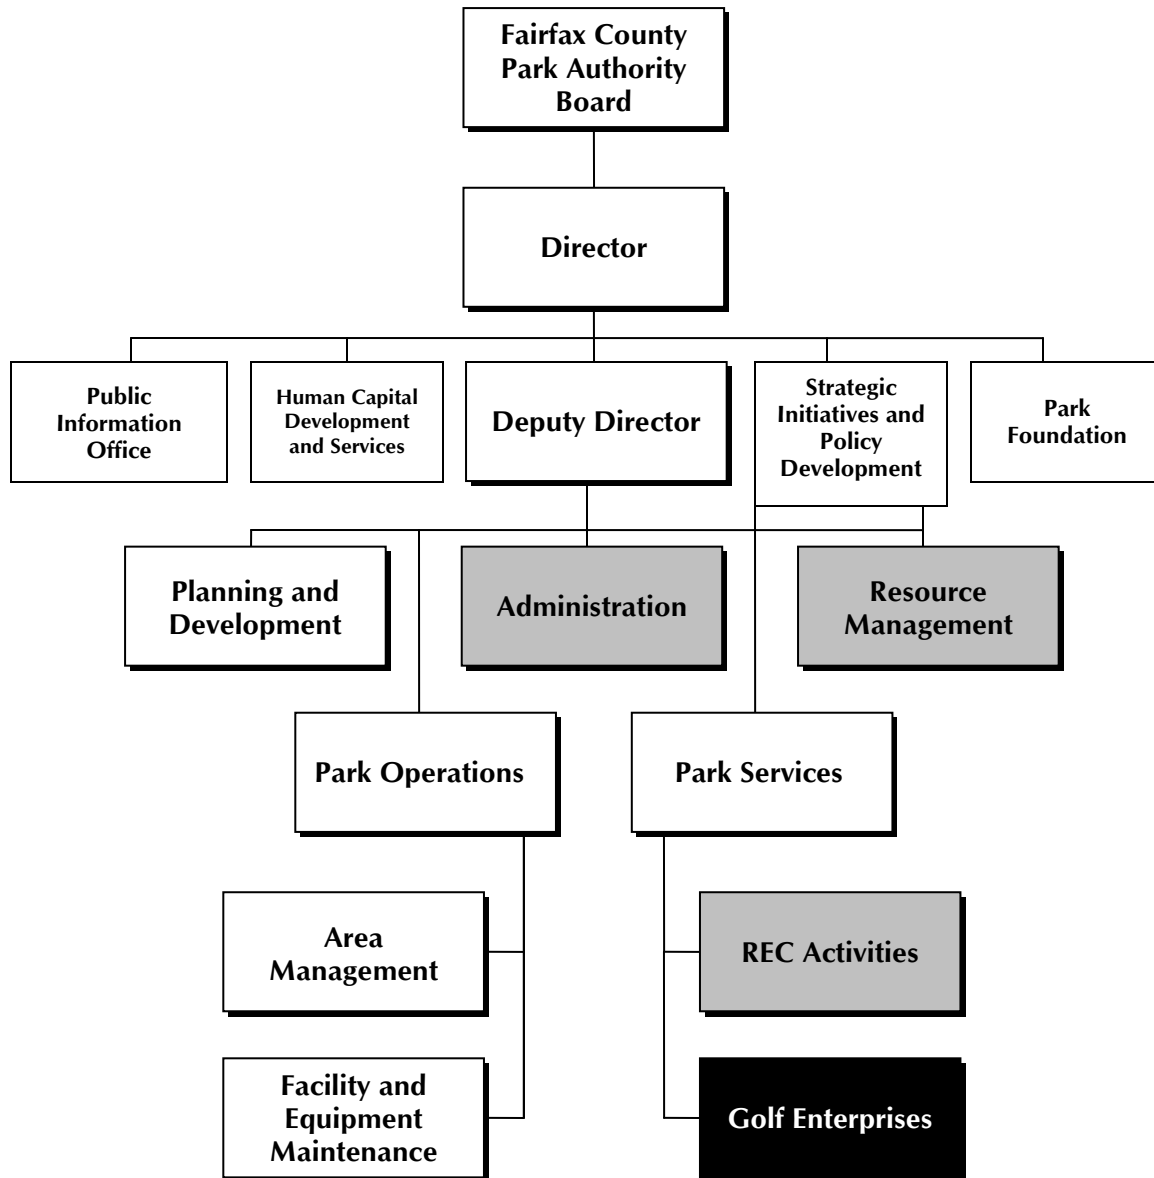 Fairfax County
Park Authority
Board
Director
Public
Information
Office
Human Capital
Development
and Services
Deputy Director
Strategic
Initiatives and
Policy
Development
Park
Foundation
Planning and
Development
Administration
Resource
Management
Park Operations
Park Services
Area
Management
REC Activities
Facility and
Equipment
Maintenance
Golf Enterprises